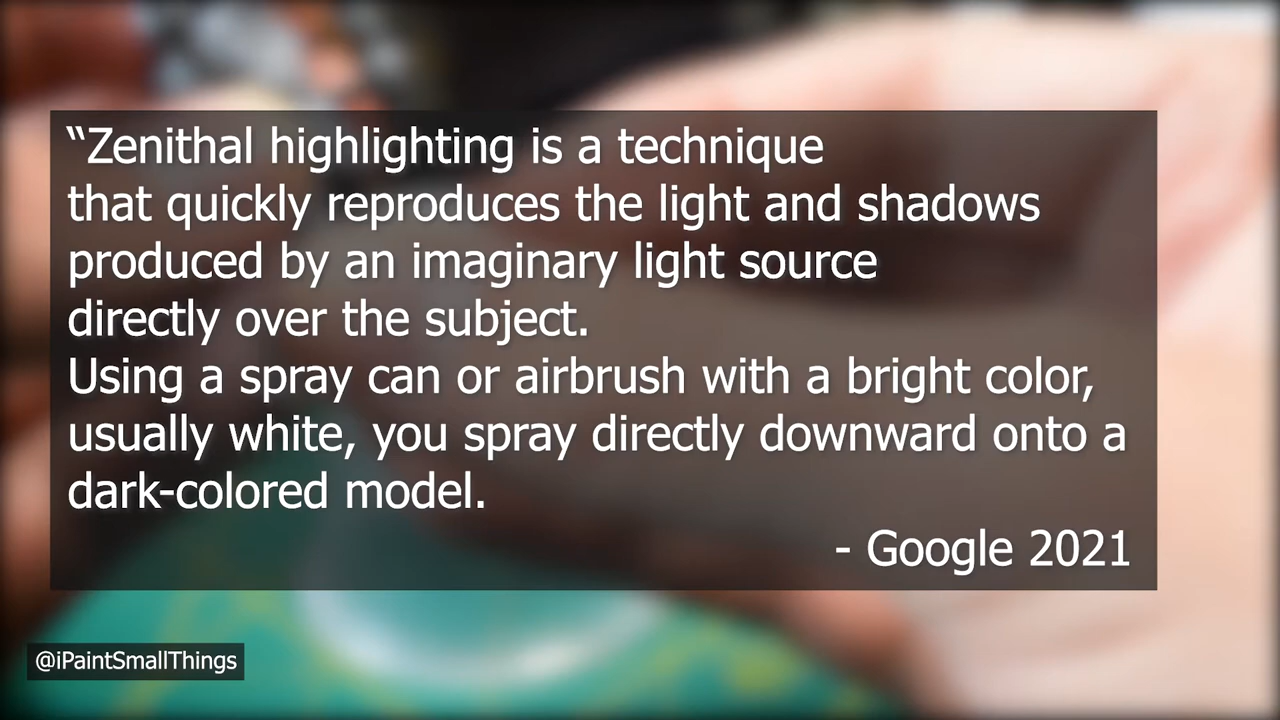 “Zenithal highlighting is a technique
that quickly reproduces the light and shadows
produced by an imaginary light source
directly over the subject.
Using a spray can or airbrush with a bright color,
usually white, you spray directly downward onto a
dark-colored model.
- Google 2021
@iPaintSmallThings